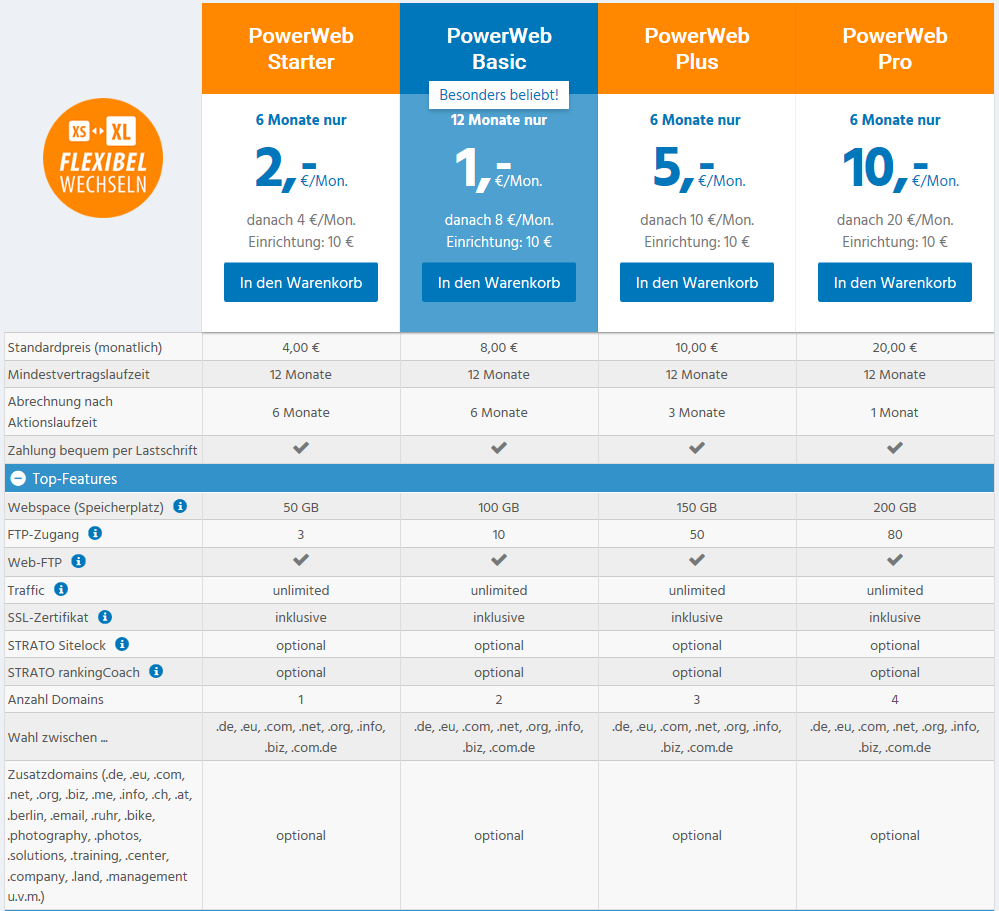 PowerWeb Starter
PowerWeb Basic
PowerWeb Plus
PowerWeb Pro
Besonders beliebt!
XS XL
FLEXIBEL
WECHSELN
6 Monate nur
12 Monate nur
6 Monate nur
6 Monate nur
2,- €/Mon.
1,- €/Mon.
5,- €/Mon.
10,- €/Mon.
danach 4 €/Mon.
danach 8 €/Mon.
danach 10 €/Mon.
danach 20 €/Mon.
Einrichtung: 10 €
Einrichtung: 10 €
Einrichtung: 10 €
Einrichtung: 10 €
In den Warenkorb
In den Warenkorb
In den Warenkorb
In den Warenkorb
Standardpreis (monatlich) 4,00 € 8,00 € 10,00 € 20,00 €
Mindestvertragslaufzeit 12 Monate 12 Monate 12 Monate 12 Monate
Abrechnung nach
Aktionslaufzeit
6 Monate 6 Monate 3 Monate 1 Monat
Zahlung bequem per Lastschrift
Top-Features
Webspace (Speicherplatz) 50 GB 100 GB 150 GB 200 GB
FTP-Zugang 3 10 50 80
Web-FTP
Traffic unlimited unlimited unlimited unlimited
SSL-Zertifikat inklusive inklusive inklusive inklusive
STRATO Sitelock optional optional optional optional
STRATO rankingCoach optional optional optional optional
Anzahl Domains 1 2 3 4
Wahl zwischen ...
.de, .eu, .com, .net, .org, .info,
.biz, .com.de
.de, .eu, .com, .net, .org, .info,
.biz, .com.de
.de, .eu, .com, .net, .org, .info,
.biz, .com.de
.de, .eu, .com, .net, .org, .info,
.biz, .com.de
Zusatzdomains (.de, .eu, .com,
.net, .org, .biz, .me, .info, .ch, .at,
.berlin, .email, .ruhr, .bike,
.photography, .photos,
.solutions, .training, .center,
.company, .land, .management
u.v.m.)
optional optional optional optional